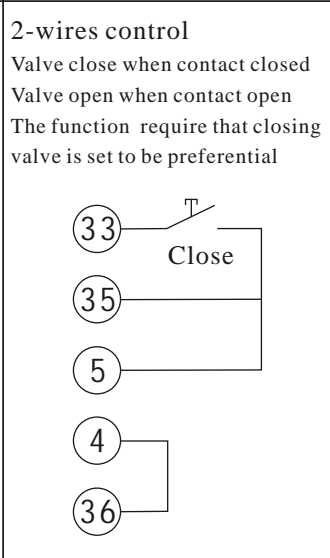 2-wires control
Valve close when contact closed
Valve open when contact open
The function require that closing
valve is set to be preferential
33
Close
35
5
4
36